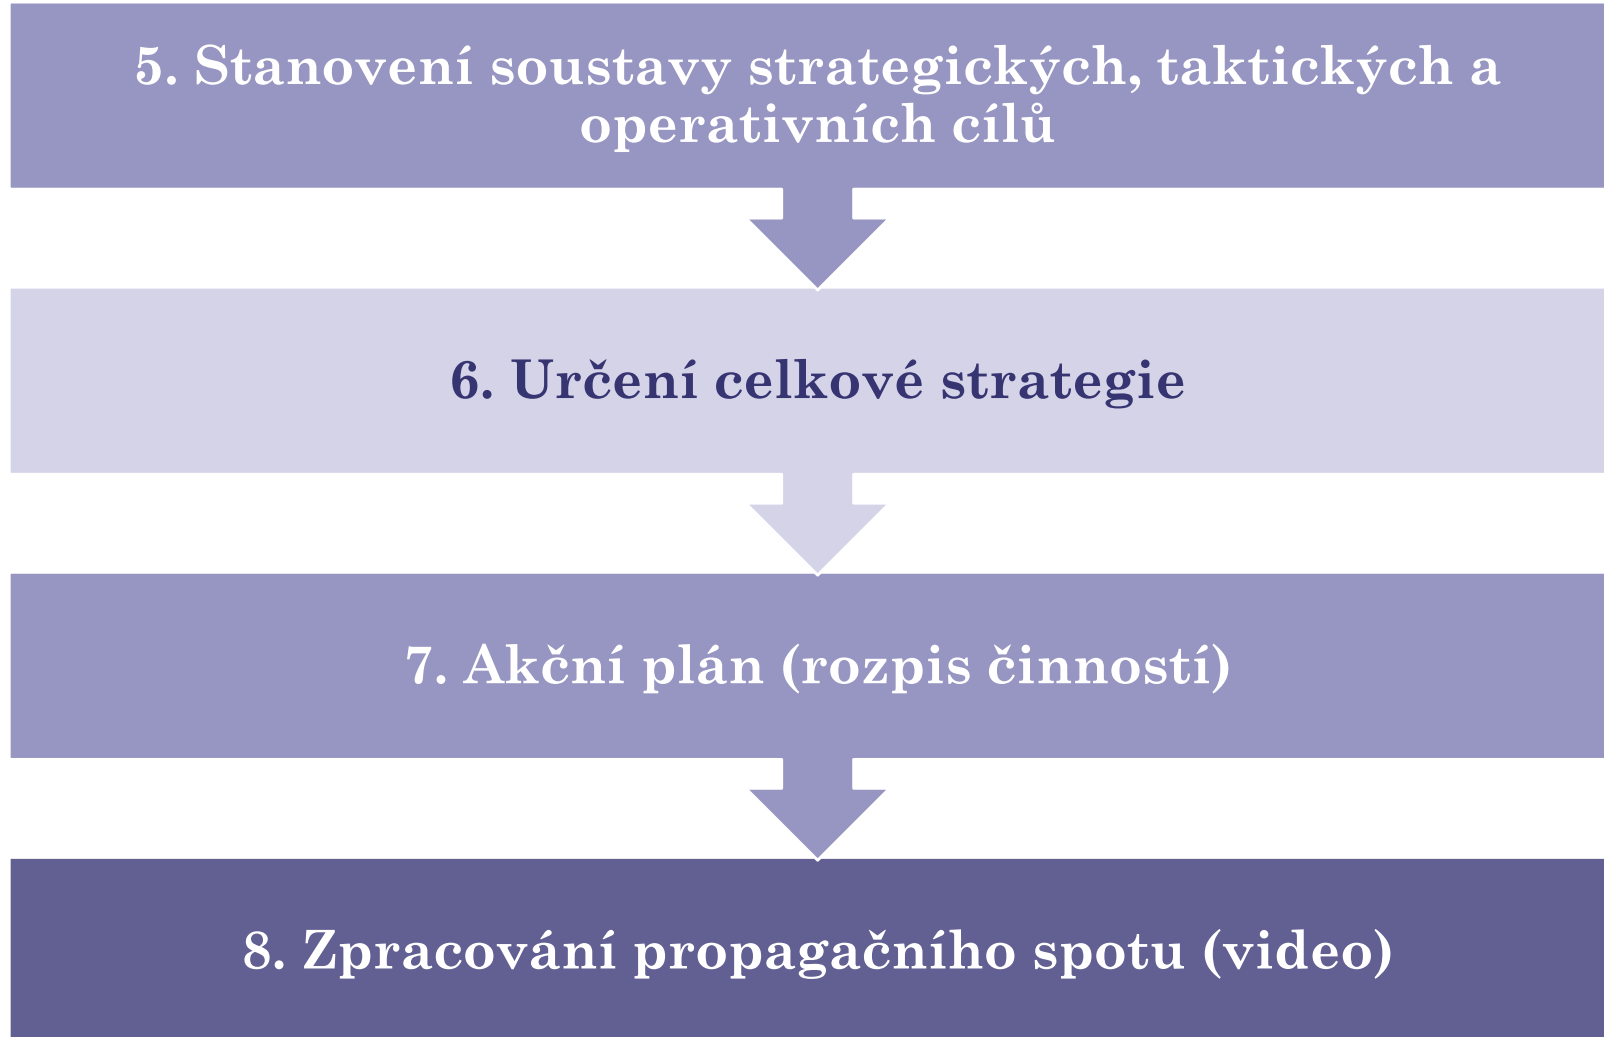 5. Stanovení soustavy strategických, taktických a
operativních cílů
6. Určení celkové strategie
7. Akční plán (rozpis činností)
8. Zpracování propagačního spotu (video)